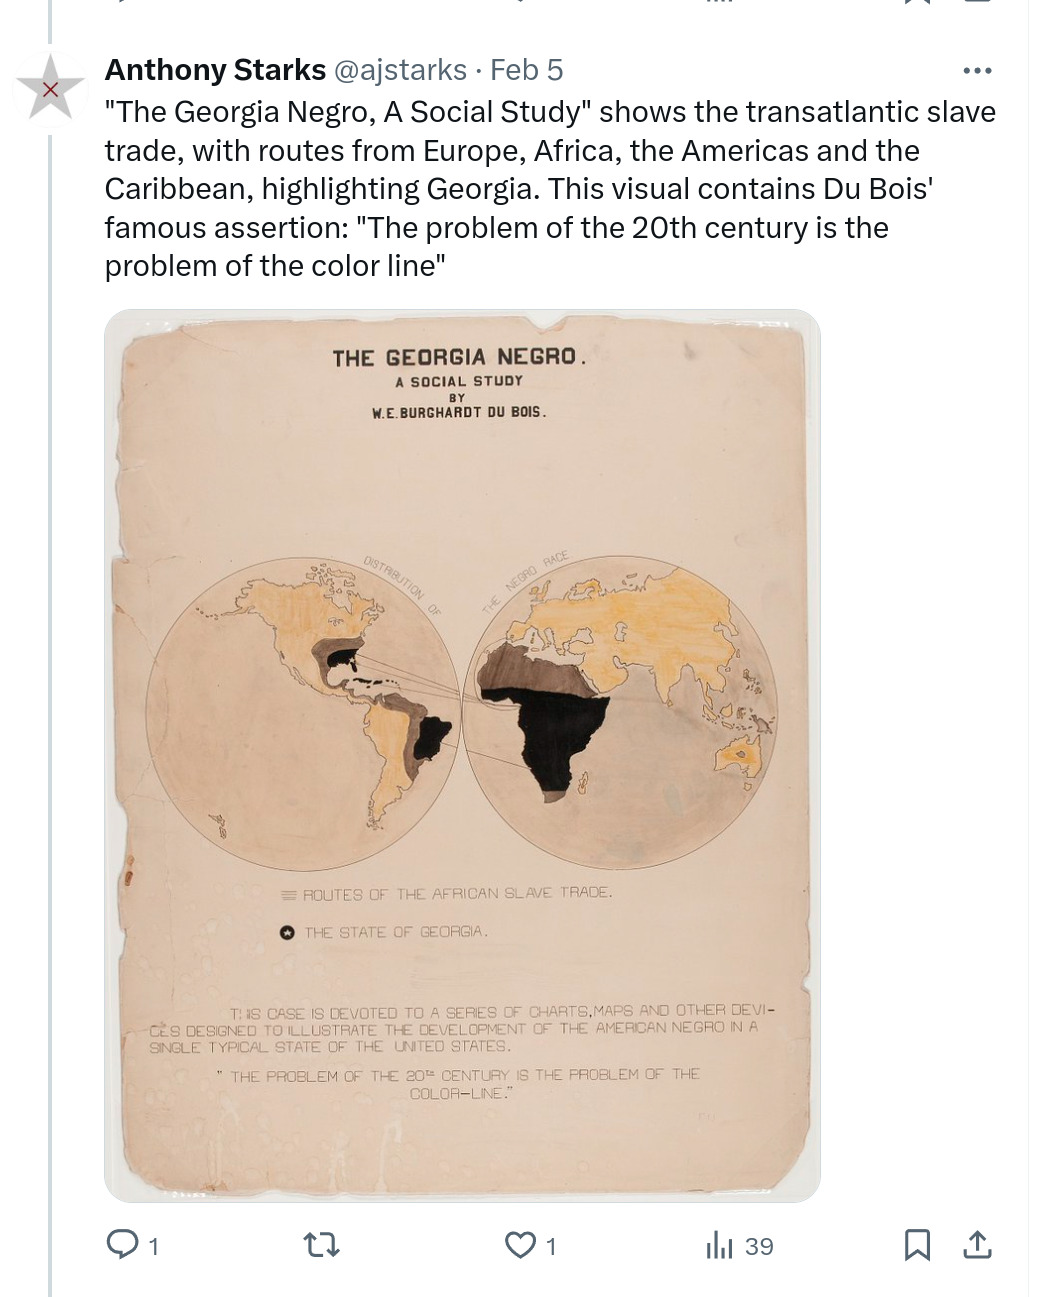 Anthony Starks @ajstarks · Feb 5
"The Georgia Negro, A Social Study" shows the transatlantic slave
trade, with routes from Europe, Africa, the Americas and the
Caribbean, highlighting Georgia. This visual contains Du Bois'
famous assertion: "The problem of the 20th century is the
problem of the color line"
THE GEORGIA NEGRO.
A SOCIAL STUDY
BY
W.E.BURGHARDT DU BOIS.
DISTRIBUTION OF
THE NEGRO RACE
ROUTES OF THE AFRICAN SLAVE TRADE.
THE STATE OF GEORGIA.
THIS CASE IS DEVOTED TO A SERIES OF CHARTS,MAPS AND OTHER DEVI-
CES DESIGNED TO ILLUSTRATE THE DEVELOPMENT OF THE AMERICAN NEGRO IN A
SINGLE TYPICAL STATE OF THE UNITED STATES.
" THE PROBLEM OF THE 20TH CENTURY IS THE PROBLEM OF THE
COLOR-LINE."
1
1
39